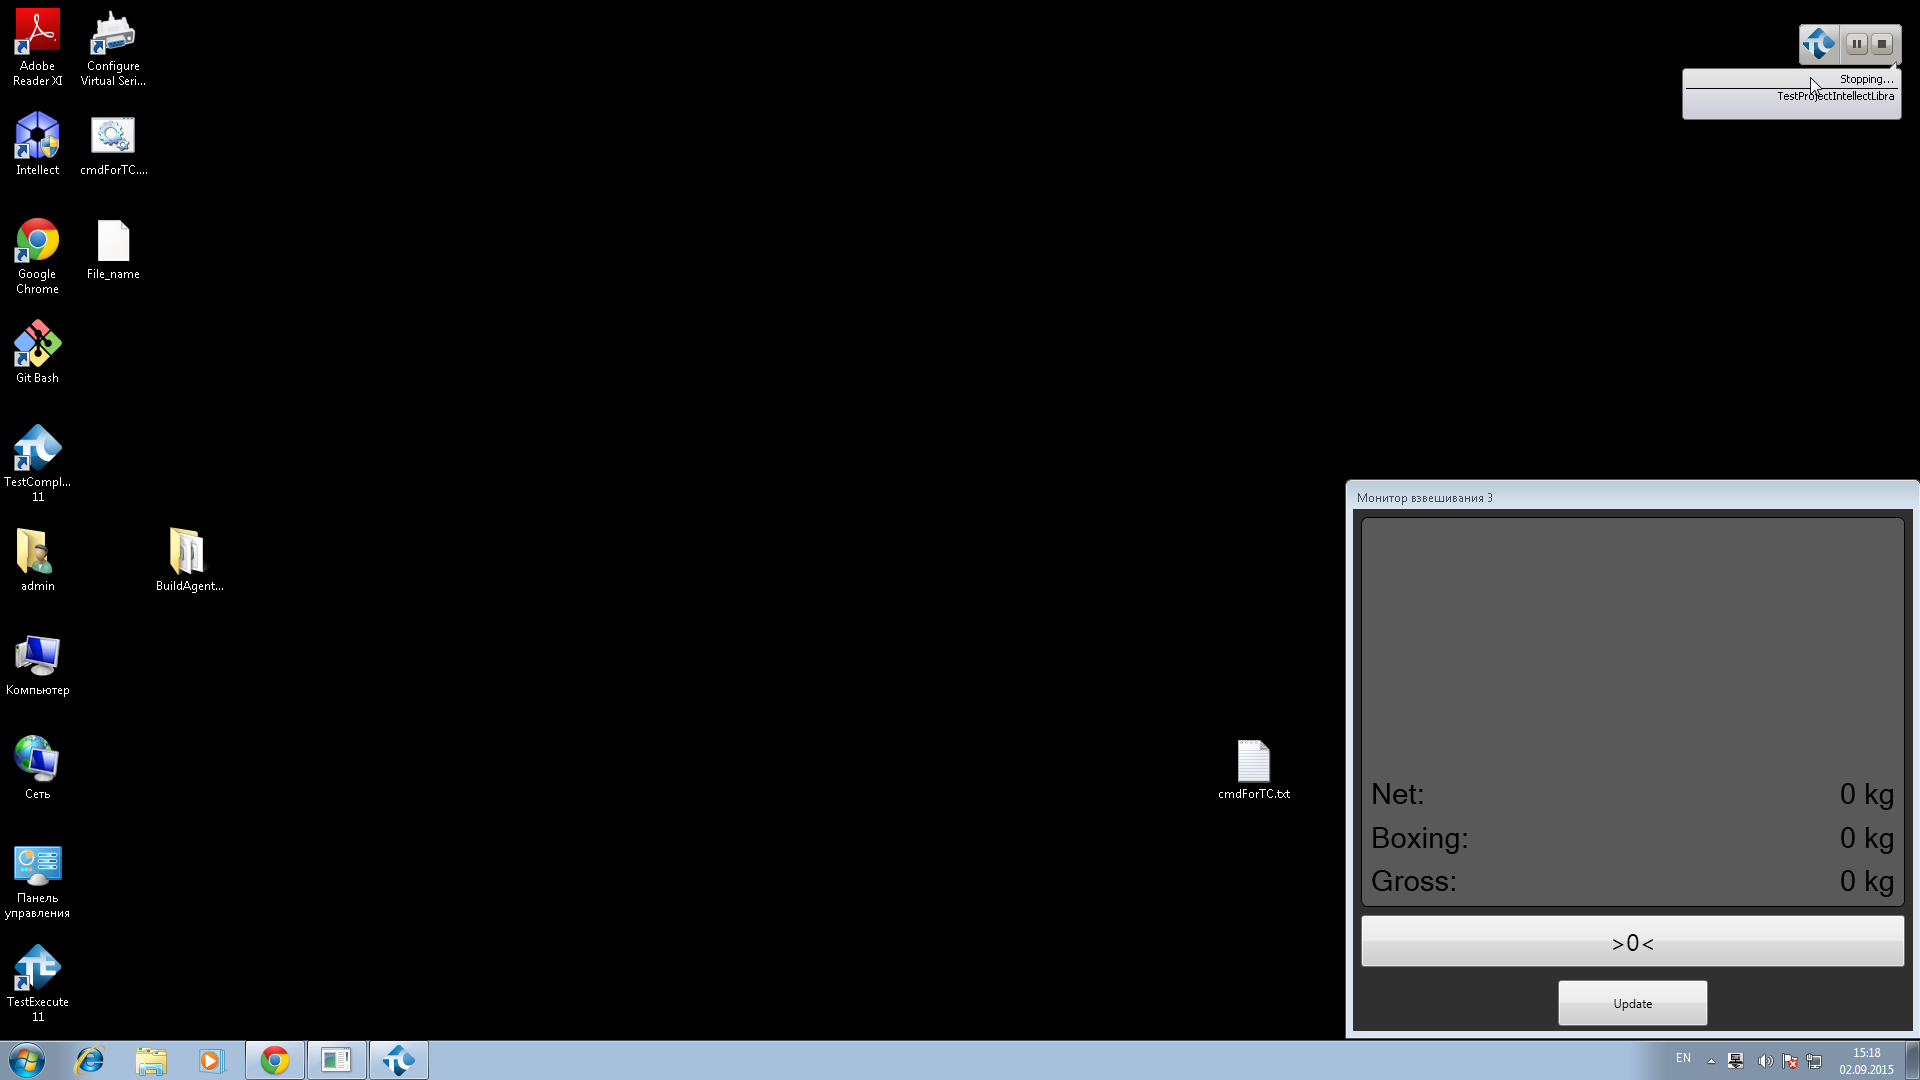 Adobe
Reader XI
Configure
Virtual Seri...
Intellect
cmdForTC....
Google
Chrome
File_name
Git Bash
TestCompl...
11
admin
BuildAgent...
Компьютер
Сеть
cmdForTC.txt
Панель
управления
TestExecute
11
Stopping...
TestProjectIntellectLibra
Монитор взвешивания 3
Net: 0 kg
Boxing: 0 kg
Gross: 0 kg
>0<
Update
EN
15:18
02.09.2015